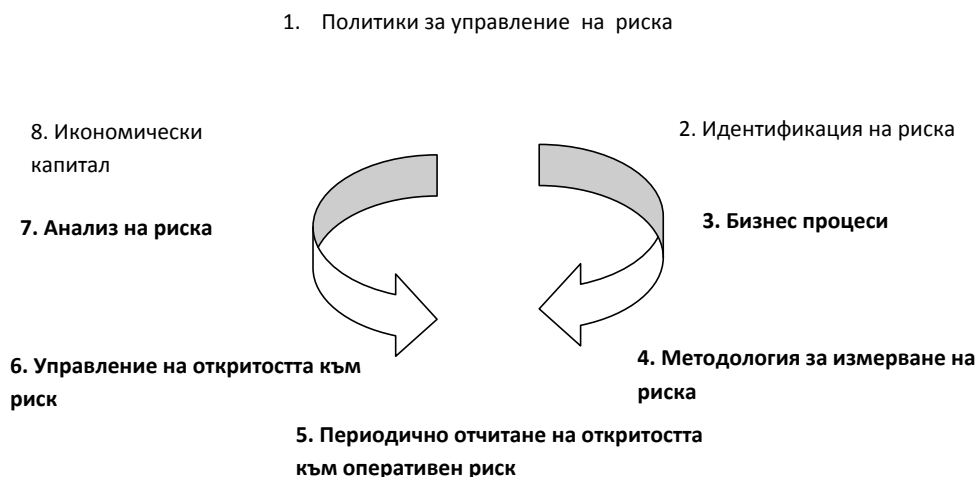 1. Политики за управление на риска
8. Икономически
капитал
2. Идентификация на риска
7. Анализ на риска
3. Бизнес процеси
6. Управление на откритостта към
риск
4. Методология за измерване на
риска
5. Периодично отчитане на откритостта
към оперативен риск